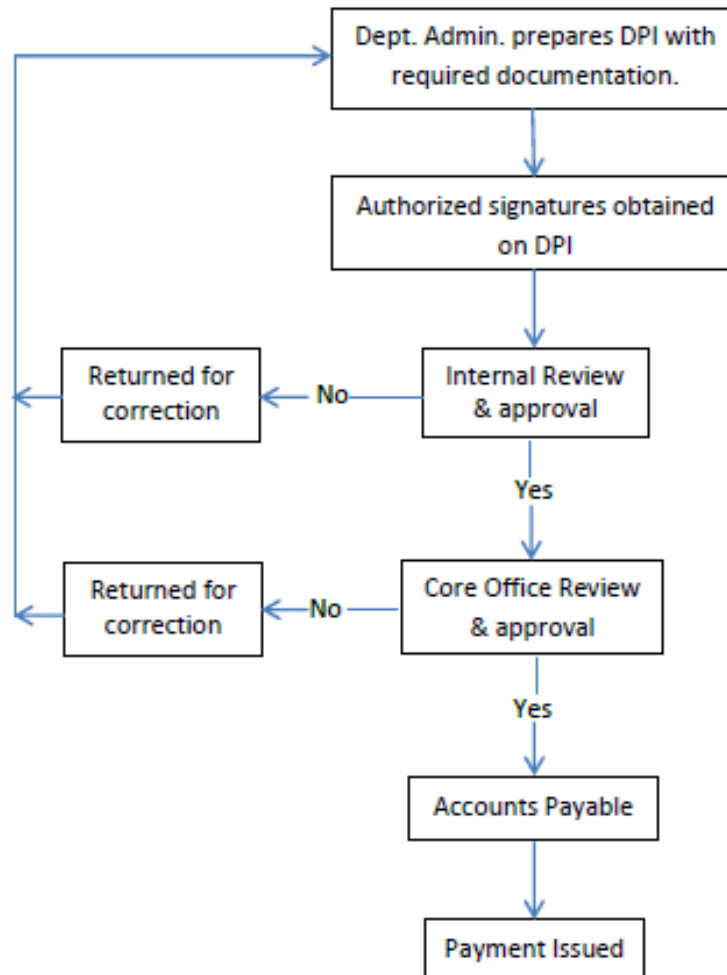 Dept. Admin. prepares DPI with
required documentation.
Authorized signatures obtained
on DPI
Returned for
correction
No
Internal Review
& approval
Yes
Returned for
correction
No
Core Office Review
& approval
Yes
Accounts Payable
Payment Issued